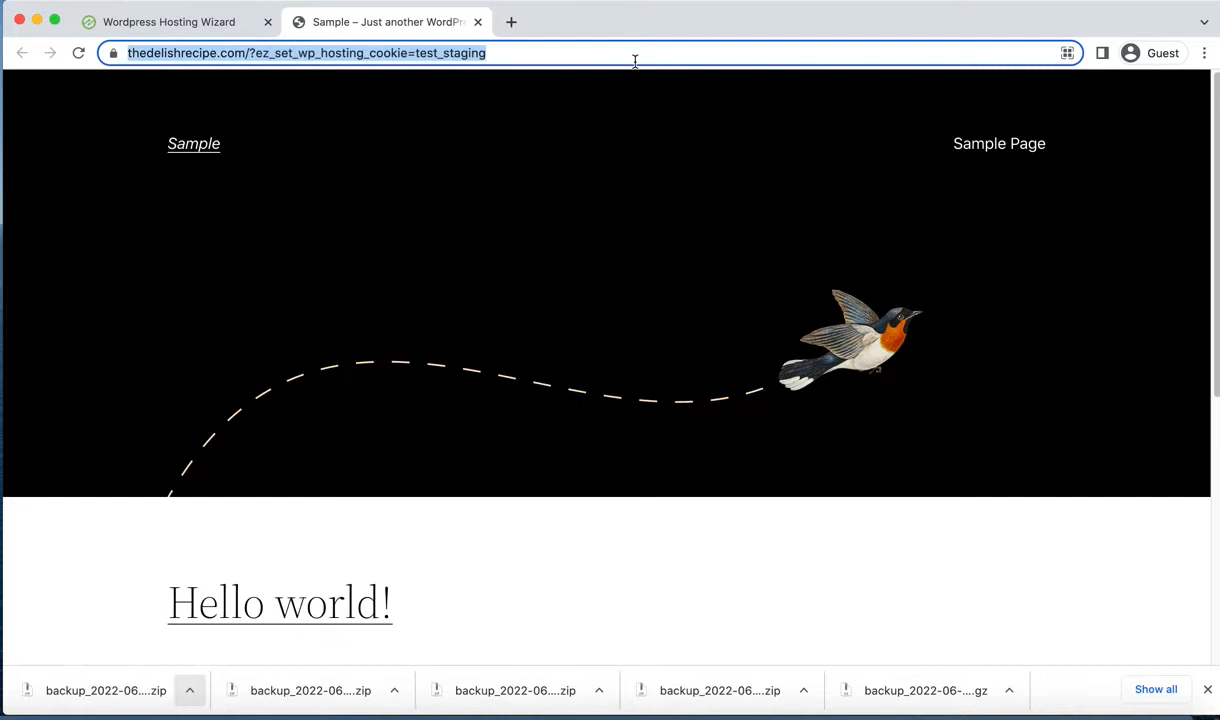 Wordpress Hosting Wizard
Sample – Just another WordPr
thedelishrecipe.com/?ez_set_wp_hosting_cookie=test_staging
Guest
Sample
Sample Page
Hello world!
backup_2022-06....zip
backup_2022-06....zip
backup_2022-06....zip
backup_2022-06....zip
backup_2022-06-....gz
Show all